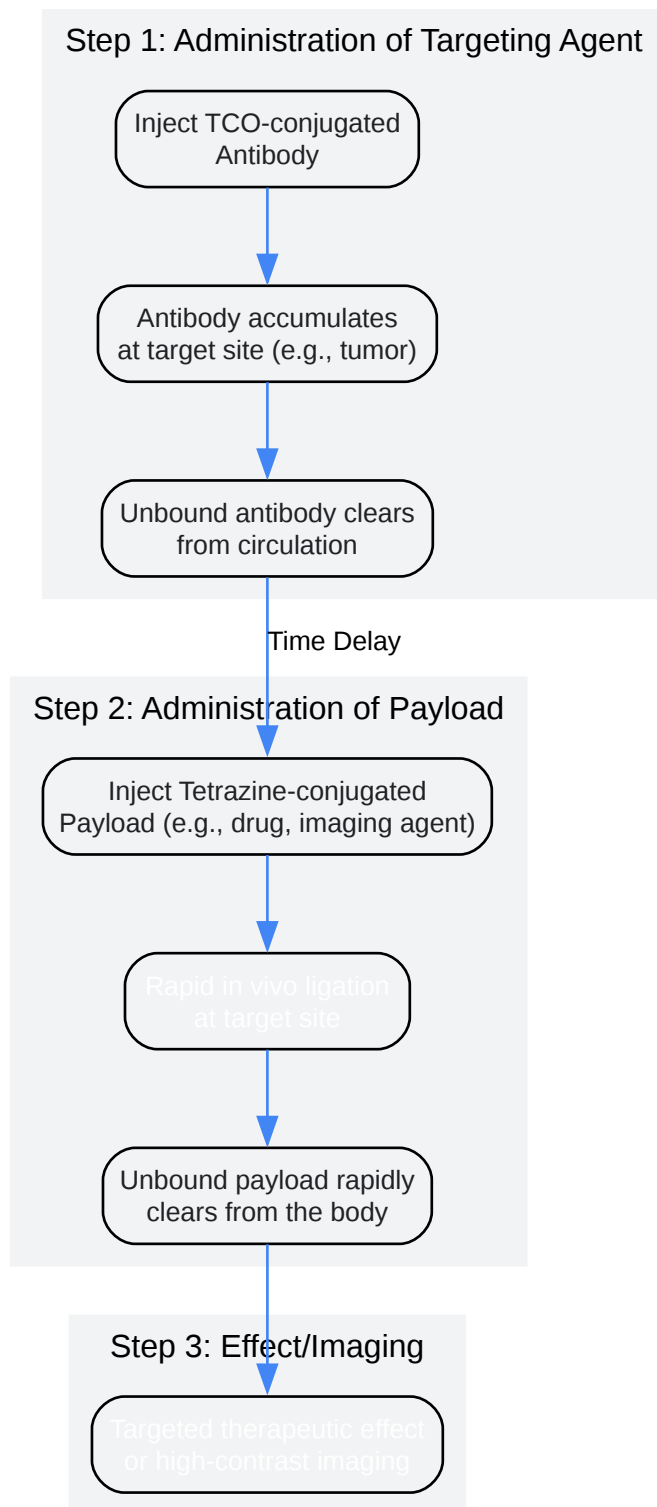 Step 1: Administration of Targeting Agent
Inject TCO-conjugated
Antibody
Antibody accumulates
at target site (e.g., tumor)
Unbound antibody clears
from circulation
Time Delay
Step 2: Administration of Payload
Inject Tetrazine-conjugated
Payload (e.g., drug, imaging agent)
Rapid in vivo ligation
at target site
Unbound payload rapidly
clears from the body
Step 3: Effect/Imaging
Targeted therapeutic effect
or high-contrast imaging